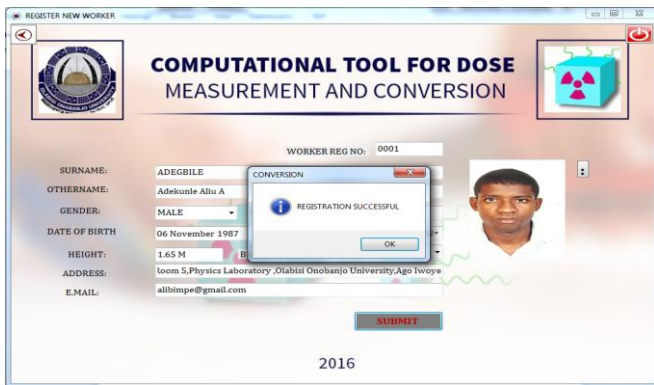 REGISTER NEW WORKER
COMPUTATIONAL TOOL FOR DOSE
MEASUREMENT AND CONVERSION
WORKER REG NO: 0001
SURNAME: ADEGBILE
OTHERNAME: Adekunle Aliu A
GENDER: MALE
DATE OF BIRTH 06 November 1987
HEIGHT: 1.65 M B
ADDRESS: Room 5,Physics Laboratory ,Olabisi Onobanjo University,Ago Iwoye
E.MAIL: alibimpe@gmail.com
CONVERSION
REGISTRATION SUCCESSFUL
OK
SUBMIT
2016